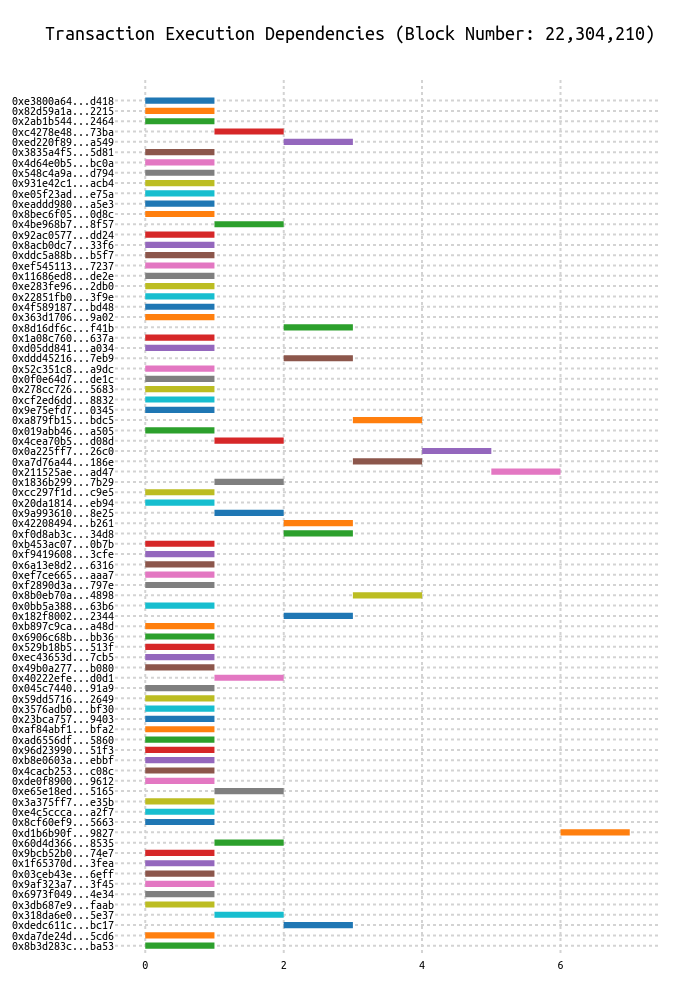 Transaction Execution Dependencies (Block Number: 22,304,210)
0xe3800a64...d418
0x82d59a1a...2215
0x2ab1b544...2464
0xc4278e48...73ba
0xed220f89...a549
0x3835a4f5...5d81
0x4d64e0b5...bc0a
0x548c4a9a...d794
0x931e42c1...acb4
0xe05f23ad...e75a
0xeaddd980...a5e3
0x8bec6f05...0d8c
0x4be968b7...8f57
0x92ac0577...dd24
0x8acb0dc7...33f6
0xddc5a88b...b5f7
0xef545113...7237
0x11686ed8...de2e
0xe283fe96...2db0
0x22851fb0...3f9e
0x4f589187...bd48
0x363d1706...9a02
0x8d16df6c...f41b
0x1a08c760...637a
0xd05dd841...a034
0xddd45216...7eb9
0x52c351c8...a9dc
0x0f0e64d7...de1c
0x278cc726...5683
0xcf2ed6dd...8832
0x9e75efd7...0345
0xa879fb15...bdc5
0x019abb46...a505
0x4cea70b5...d08d
0x0a225ff7...26c0
0xa7d76a44...186e
0x211525ae...ad47
0x1836b299...7b29
0xcc297f1d...c9e5
0x20da1814...eb94
0x9a993610...8e25
0x42208494...b261
0xf0d8ab3c...34d8
0xb453ac07...0b7b
0xf9419608...3cfe
0x6a13e8d2...6316
0xef7ce665...aaa7
0xf2890d3a...797e
0x8b0eb70a...4898
0x0bb5a388...63b6
0x182f8002...2344
0xb897c9ca...a48d
0x6906c68b...bb36
0x529b18b5...513f
0xec43653d...7cb5
0x49b0a277...b080
0x40222efe...d0d1
0x045c7440...91a9
0x59dd5716...2649
0x3576adb0...bf30
0x23bca757...9403
0xaf84abf1...bfa2
0xad6556df...5860
0x96d23990...51f3
0xb8e0603a...ebbf
0x4cacb253...c08c
0xde0f8900...9612
0xe65e18ed...5165
0x3a375ff7...e35b
0xe4c5ccca...a2f7
0x8cf60ef9...5663
0xd1b6b90f...9827
0x60d4d366...8535
0x9bcb52b0...74e7
0x1f65370d...3fea
0x03ceb43e...6eff
0x9af323a7...3f45
0x6973f049...4e34
0x3db687e9...faab
0x318da6e0...5e37
0xdedc611c...bc17
0xda7de24d...5cd6
0x8b3d283c...ba53
0 2 4 6